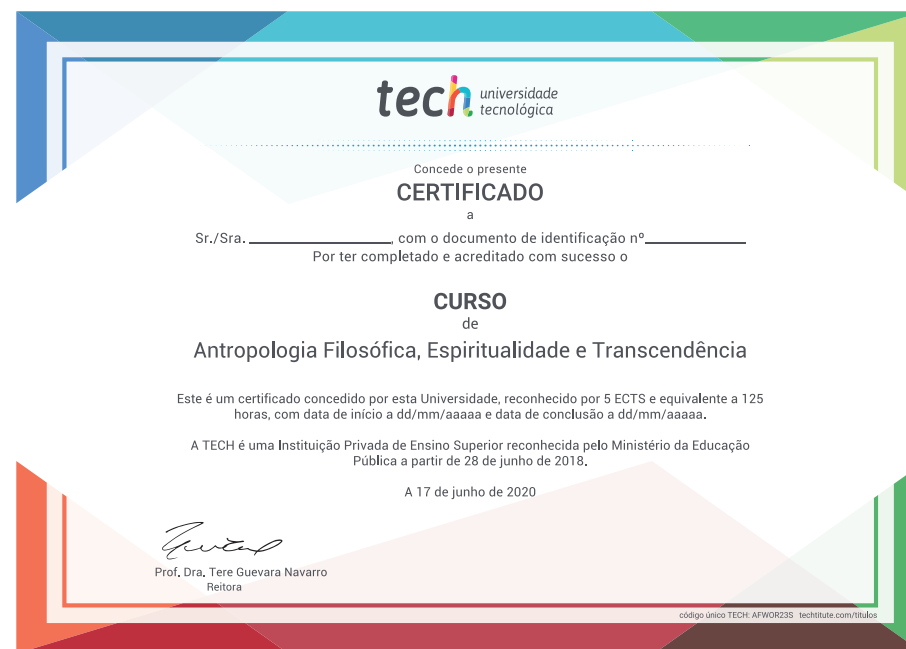 tech universidade
tecnológica
Concede o presente
CERTIFICADO
a
Sr./Sra. ____________________, com o documento de identificação nº______________
Por ter completado e acreditado com sucesso o
CURSO
de
Antropologia Filosófica, Espiritualidade e Transcendência
Este é um certificado concedido por esta Universidade, reconhecido por 5 ECTS e equivalente a 125
horas, com data de início a dd/mm/aaaaa e data de conclusão a dd/mm/aaaaa.
A TECH é uma Instituição Privada de Ensino Superior reconhecida pelo Ministério da Educação
Pública a partir de 28 de junho de 2018.
A 17 de junho de 2020
Prof. Dra. Tere Guevara Navarro
Reitora
código único TECH: AFWOR23S techtitute.com/titulos